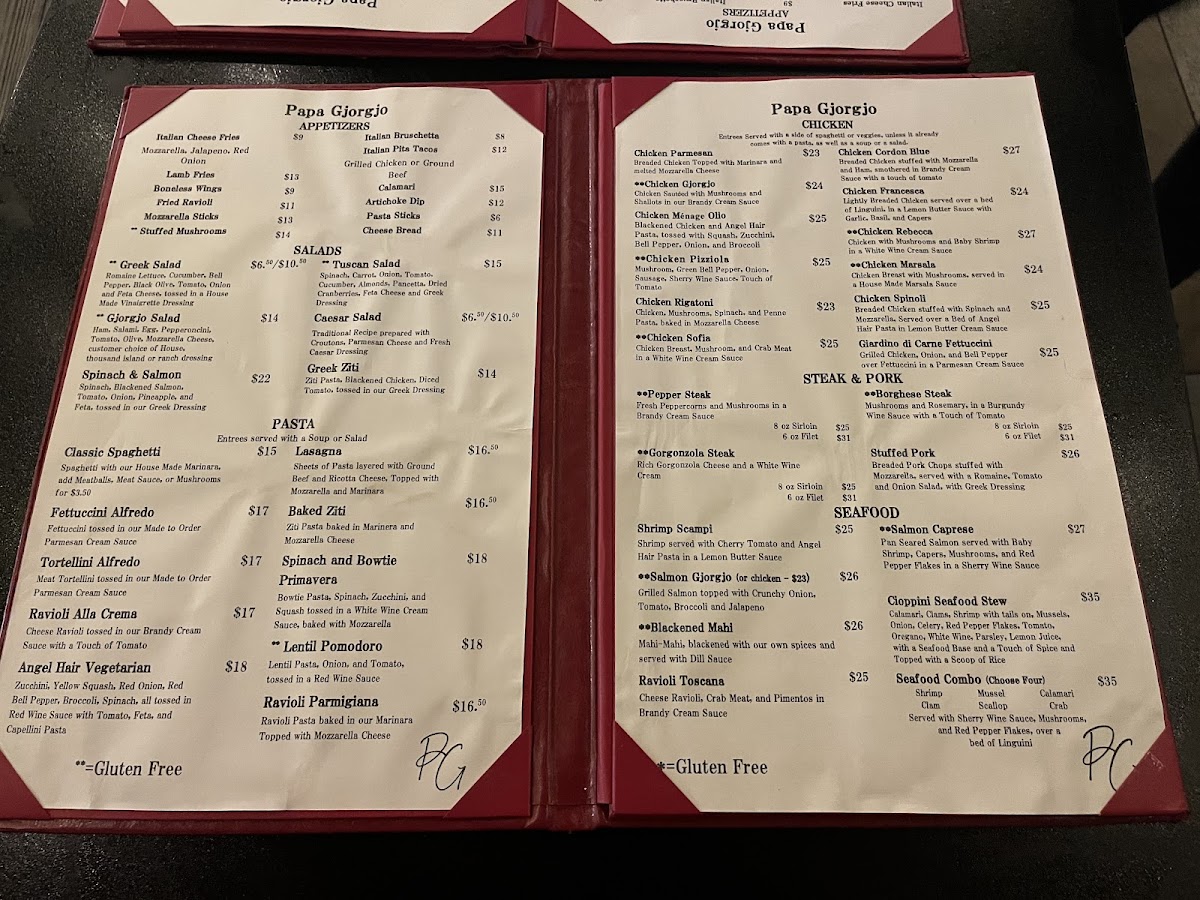 Papa Gjorgjo
Italian Cheese Fries
$9
APPETIZERS
Papa Gjorgjo
Papa Gjorgjo
APPETIZERS
Italian Cheese Fries $9
Mozzarella, Jalapeno, Red
Onion
Lamb Fries $13
Boneless Wings $9
Fried Ravioli $11
Mozzarella Sticks $13
** Stuffed Mushrooms $14
Italian Bruschetta $8
Italian Pita Tacos $12
Grilled Chicken or Ground
Beef
Calamari $15
Artichoke Dip $12
Pasta Sticks $6
Cheese Bread $11
SALADS
** Greek Salad $6.50/$10.50
Romaine Lettuce, Cucumber, Bell
Pepper, Black Olive, Tomato, Onion
and Feta Cheese, tossed in a House
Made Vinaigrette Dressing
** Gjorgjo Salad $14
Ham, Salami, Egg, Pepperoncini,
Tomato, Olive, Mozzarella Cheese,
customer choice of House,
thousand island or ranch dressing
Spinach & Salmon $22
Spinach, Blackened Salmon,
Tomato, Onion, Pineapple, and
Feta, tossed in our Greek Dressing
** Tuscan Salad $15
Spinach, Carrot, Onion, Tomato,
Cucumber, Almonds, Pancetta, Dried
Cranberries, Feta Cheese and Greek
Dressing
Caesar Salad $6.50/$10.50
Traditional Recipe prepared with
Croutons, Parmesan Cheese and Fresh
Caesar Dressing
Greek Ziti $14
Ziti Pasta, Blackened Chicken, Diced
Tomato, tossed in our Greek Dressing
PASTA
Entrees served with a Soup or Salad
Classic Spaghetti $15
Spaghetti with our House Made Marinara,
add Meatballs, Meat Sauce, or Mushrooms
for $3.50
Fettuccini Alfredo $17
Fettuccini tossed in our Made to Order
Parmesan Cream Sauce
Tortellini Alfredo $17
Meat Tortellini tossed in our Made to Order
Parmesan Cream Sauce
Ravioli Alla Crema $17
Cheese Ravioli tossed in our Brandy Cream
Sauce with a Touch of Tomato
Angel Hair Vegetarian $18
Zucchini, Yellow Squash, Red Onion, Red
Bell Pepper, Broccoli, Spinach, all tossed in
Red Wine Sauce with Tomato, Feta, and
Capellini Pasta
Lasagna $16.50
Sheets of Pasta layered with Ground
Beef and Ricotta Cheese, Topped with
Mozzarella and Marinara
Baked Ziti $16.50
Ziti Pasta baked in Marinera and
Mozzarella Cheese
Spinach and Bowtie $18
Primavera
Bowtie Pasta, Spinach, Zucchini, and
Squash tossed in a White Wine Cream
Sauce, baked with Mozzarella
** Lentil Pomodoro $18
Lentil Pasta, Onion, and Tomato,
tossed in a Red Wine Sauce
Ravioli Parmigiana $16.50
Ravioli Pasta baked in our Marinara
Topped with Mozzarella Cheese
**=Gluten Free
PG
Papa Gjorgjo
CHICKEN
Entrees Served with a side of spaghetti or veggies, unless it already
comes with a pasta, as well as a soup or a salad.
Chicken Parmesan $23
Breaded Chicken Topped with Marinara and
melted Mozzarella Cheese
**Chicken Gjorgjo $24
Chicken Sautéed with Mushrooms and
Shallots in our Brandy Cream Sauce
Chicken Ménage Olio $25
Blackened Chicken and Angel Hair
Pasta, tossed with Squash, Zucchini,
Bell Pepper, Onion, and Broccoli
**Chicken Pizziola $25
Mushroom, Green Bell Pepper, Onion,
Sausage, Sherry Wine Sauce, Touch of
Tomato
Chicken Rigatoni $23
Chicken, Mushrooms, Spinach, and Penne
Pasta, baked in Mozzarella Cheese
**Chicken Sofia $25
Chicken Breast, Mushroom, and Crab Meat
in a White Wine Cream Sauce
Chicken Cordon Blue $27
Breaded Chicken stuffed with Mozzarella
and Ham, smothered in Brandy Cream
Sauce with a touch of tomato
Chicken Francesca $24
Lightly Breaded Chicken served over a bed
of Linguini, in a Lemon Butter Sauce with
Garlic, Basil, and Capers
**Chicken Rebecca $27
Chicken with Mushrooms and Baby Shrimp
in a White Wine Cream Sauce
**Chicken Marsala $24
Chicken Breast with Mushrooms, served in
a House Made Marsala Sauce
Chicken Spinoli $25
Breaded Chicken stuffed with Spinach and
Mozzarella, Served over a Bed of Angel
Hair Pasta in Lemon Butter Cream Sauce
Giardino di Carne Fettuccini $25
Grilled Chicken, Onion, and Bell Pepper
over Fettuccini in a Parmesan Cream Sauce
STEAK & PORK
**Pepper Steak
Fresh Peppercorns and Mushrooms in a
Brandy Cream Sauce
8 oz Sirloin $25
6 oz Filet $31
**Gorgonzola Steak
Rich Gorgonzola Cheese and a White Wine
Cream
8 oz Sirloin $25
6 oz Filet $31
**Borghese Steak
Mushrooms and Rosemary, in a Burgundy
Wine Sauce with a Touch of Tomato
8 oz Sirloin $25
6 oz Filet $31
Stuffed Pork $26
Breaded Pork Chops stuffed with
Mozzarella, served with a Romaine, Tomato
and Onion Salad, with Greek Dressing
SEAFOOD
Shrimp Scampi $25
Shrimp served with Cherry Tomato and Angel
Hair Pasta in a Lemon Butter Sauce
**Salmon Gjorgjo (or chicken - $23) $26
Grilled Salmon topped with Crunchy Onion,
Tomato, Broccoli and Jalapeno
**Blackened Mahi $26
Mahi-Mahi, blackened with our own spices and
served with Dill Sauce
Ravioli Toscana $25
Cheese Ravioli, Crab Meat, and Pimentos in
Brandy Cream Sauce
**Salmon Caprese $27
Pan Seared Salmon served with Baby
Shrimp, Capers, Mushrooms, and Red
Pepper Flakes in a Sherry Wine Sauce
Cioppini Seafood Stew $35
Calamari, Clams, Shrimp with tails on, Mussels,
Onion, Celery, Red Pepper Flakes, Tomato,
Oregano, White Wine, Parsley, Lemon Juice,
with a Seafood Base and a Touch of Spice and
Topped with a Scoop of Rice
Seafood Combo (Choose Four) $35
Shrimp Mussel Calamari
Clam Scallop Crab
Served with Sherry Wine Sauce, Mushrooms,
and Red Pepper Flakes, over a
bed of Linguini
*=Gluten Free
PG